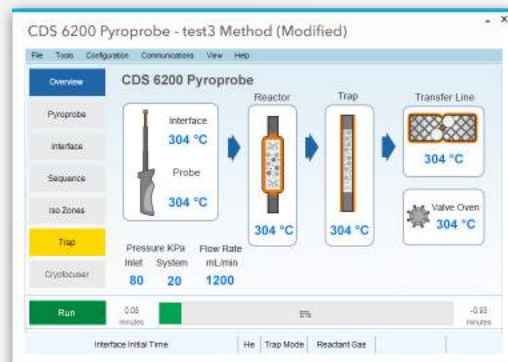 CDS 6200 Pyroprobe - test3 Method (Modified)
File Tools Configuration Communications View Help
Overview
CDS 6200 Pyroprobe
Pyroprobe
Interface
Sequence
Iso Zones
Trap
Cryofocuser
Interface
304 °C
Probe
304 °C
Reactor
304 °C
Trap
304 °C
Transfer Line
304 °C
Valve Oven
304 °C
Pressure KPa Flow Rate
Inlet System mL/min
80 20 1200
Run
0.08
minutes
8%
-0.93
minutes
Interface Initial Time He Trap Mode Reactant Gas